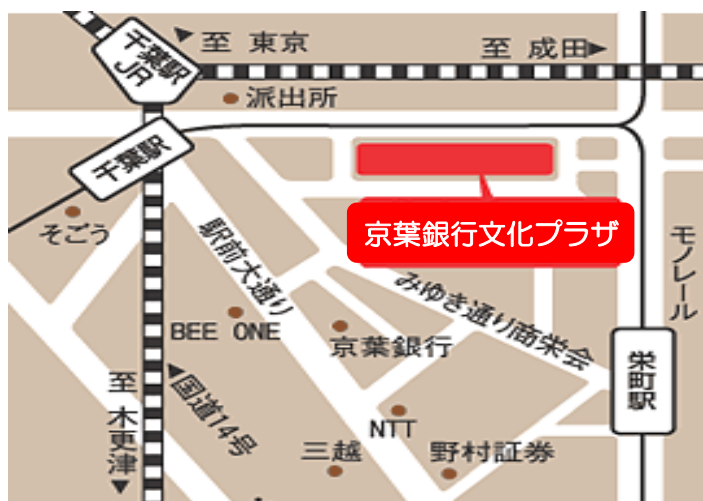 至 東京
至 成田
千葉駅
JR
派出所
千葉駅
そごう
京葉銀行文化プラザ
駅前大通り
みゆき通り商栄会
モノレール
BEE ONE
京葉銀行
栄町駅
至 木更津
国道14号
NTT
三越
野村証券